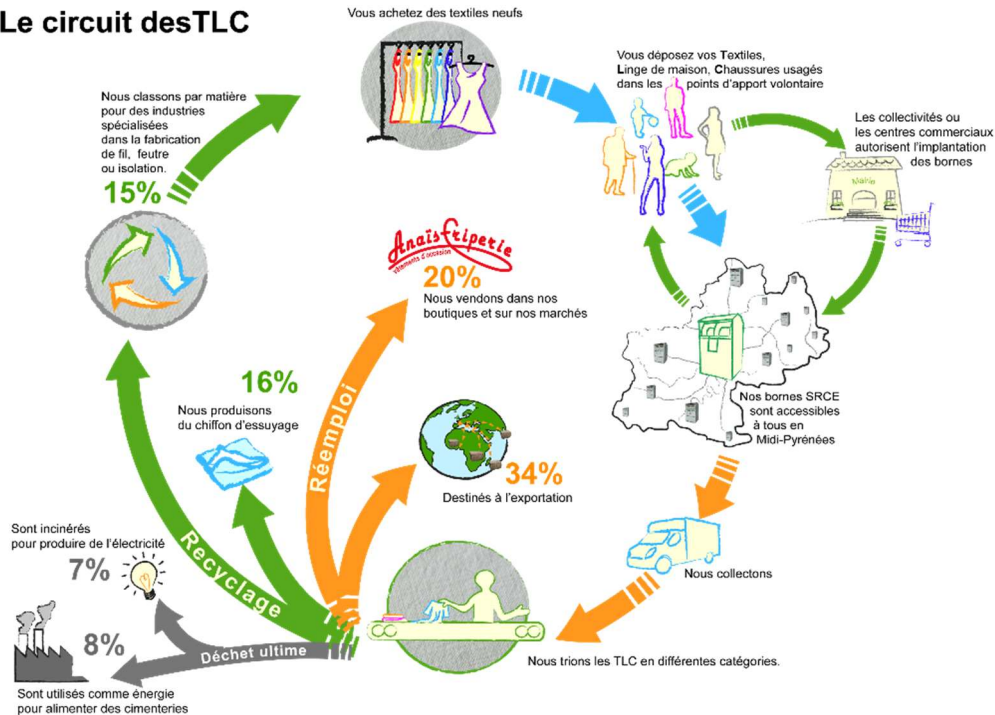 Le circuit desTLC
Vous achetez des textiles neufs
Vous déposez vos Textiles,
Linge de maison, Chaussures usagés
dans les points d'apport volontaire
Les collectivités ou
les centres commerciaux
autorisent l'implantation
des bornes
Mairie
Nos bornes SRCE
sont accessibles
à tous en
Midi-Pyrénées
Nous collectons
Nous trions les TLC en différentes catégories.
Nous classons par matière
pour des industries
spécialisées
dans la fabrication
de fil, feutre
ou isolation.
15%
Anaïs Friperie
vêtements d'occasion
20%
Nous vendons dans nos
boutiques et sur nos marchés
Réemploi
34%
Destinés à l'exportation
16%
Nous produisons
du chiffon d'essuyage
Recyclage
Sont incinérés
pour produire de l'électricité
7%
8%
Déchet ultime
Sont utilisés comme énergie
pour alimenter des cimenteries